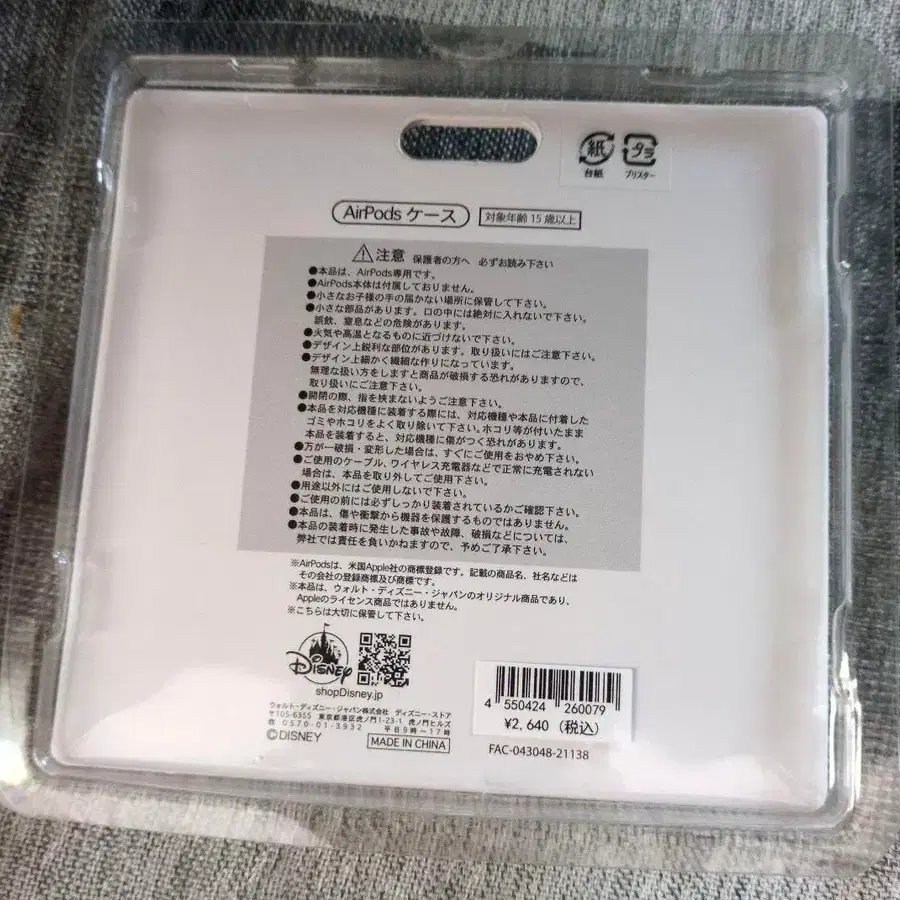 紙
プラ
台紙
ブリスター
AirPods ケース
対象年齢 15 歳以上
注意 保護者の方へ 必ずお読み下さい
●本品は、AirPods専用です。
●AirPods本体は付属しておりません。
●小さなお子様の手の届かない場所に保管して下さい。
●小さな部品があります。口の中には絶対に入れないで下さい。
誤飲、窒息などの危険があります。
●火気や高温となるものに近づけないで下さい。
●デザイン上鋭利な部位があります。取り扱いにはご注意下さい。
●デザイン上細かく繊細な作りになっています。
無理な扱い方をしますと商品が破損する恐れがありますので、
取り扱いにご注意下さい。
●開閉の際、指を挟まないようご注意下さい。
●本品を対応機種に装着する際には、対応機種や本品に付着した
ゴミやホコリをよく取り除いて下さい。ホコリ等が付いたまま
本品を装着すると、対応機種に傷がつく恐れがあります。
●万が一破損・変形した場合は、すぐにご使用をおやめ下さい。
●ご使用のケーブル、ワイヤレス充電器などで正常に充電されない
場合は、本品を取り外してご使用下さい。
●用途以外にはご使用しないで下さい。
●ご使用の前には必ずしっかり装着されているかご確認下さい。
●本品は、傷や衝撃から機器を保護するものではありません。
●本品の装着時に発生した事故や故障、破損などについては、
弊社では責任を負いかねますので、予めご了承下さい。
※AirPodsは、米国Apple社の商標登録です。記載の商品名、社名などは
その会社の登録商標及び商標です。
※本品は、ウォルト・ディズニー・ジャパンのオリジナル商品であり、
Appleのライセンス商品ではありません。
※こちらは大切に保管して下さい。
Disney
shopDisney.jp
ウォルト・ディズニー・ジャパン株式会社 ディズニー・ストア
〒105-6355 東京都港区虎ノ門1-23-1 虎ノ門ヒルズ
0570-01-3932 平日9時〜17時
©DISNEY
MADE IN CHINA
4 550424 260079
¥2,640 (税込)
FAC-043048-21138